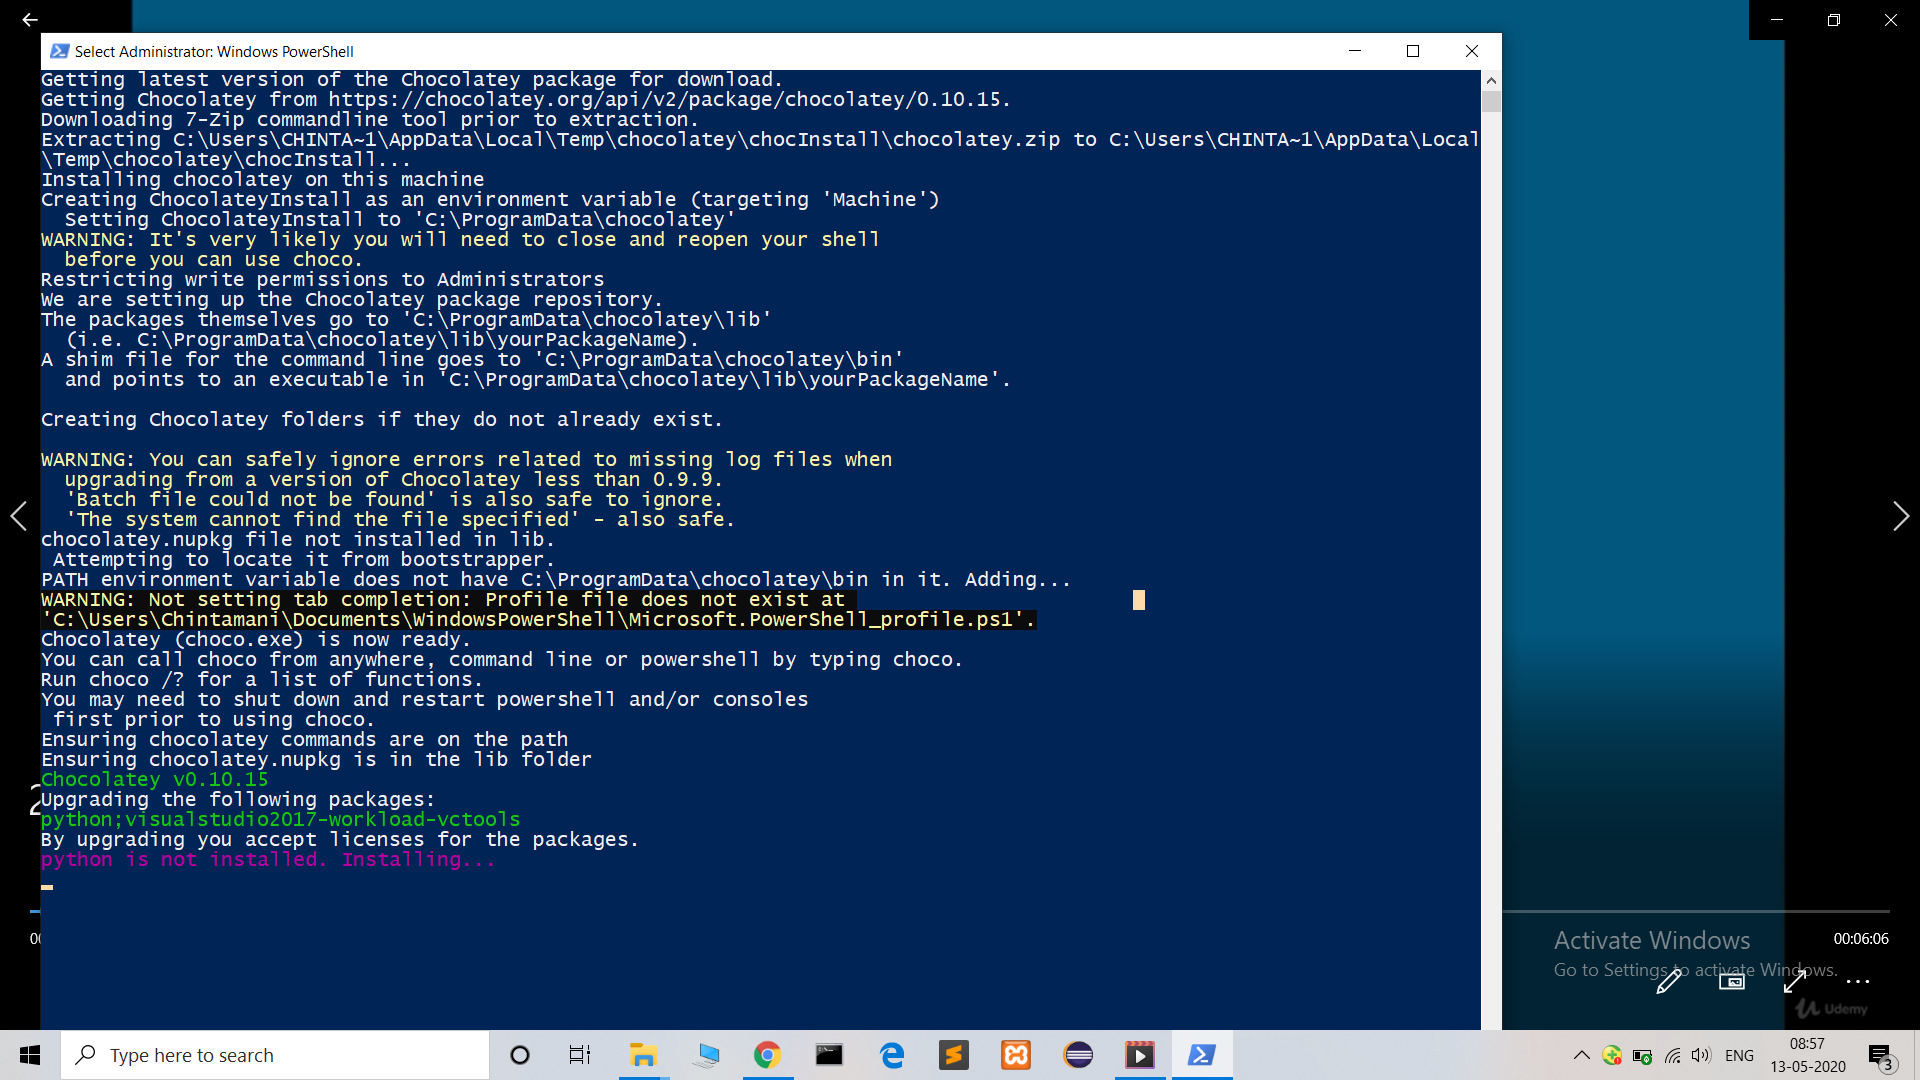 Select Administrator: Windows PowerShell
Getting latest version of the Chocolatey package for download.
Getting Chocolatey from https://chocolatey.org/api/v2/package/chocolatey/0.10.15.
Downloading 7-Zip commandline tool prior to extraction.
Extracting C:\Users\CHINTA~1\AppData\Local\Temp\chocolatey\chocInstall\chocolatey.zip to C:\Users\CHINTA~1\AppData\Local
\Temp\chocolatey\chocInstall...
Installing chocolatey on this machine
Creating ChocolateyInstall as an environment variable (targeting 'Machine')
  Setting ChocolateyInstall to 'C:\ProgramData\chocolatey'
WARNING: It's very likely you will need to close and reopen your shell
  before you can use choco.
Restricting write permissions to Administrators
We are setting up the Chocolatey package repository.
The packages themselves go to 'C:\ProgramData\chocolatey\lib'
  (i.e. C:\ProgramData\chocolatey\lib\yourPackageName).
A shim file for the command line goes to 'C:\ProgramData\chocolatey\bin'
  and points to an executable in 'C:\ProgramData\chocolatey\lib\yourPackageName'.

Creating Chocolatey folders if they do not already exist.

WARNING: You can safely ignore errors related to missing log files when
  upgrading from a version of Chocolatey less than 0.9.9.
  'Batch file could not be found' is also safe to ignore.
  'The system cannot find the file specified' - also safe.
chocolatey.nupkg file not installed in lib.
 Attempting to locate it from bootstrapper.
PATH environment variable does not have C:\ProgramData\chocolatey\bin in it. Adding...
WARNING: Not setting tab completion: Profile file does not exist at
'C:\Users\Chintamani\Documents\WindowsPowerShell\Microsoft.PowerShell_profile.ps1'.
Chocolatey (choco.exe) is now ready.
You can call choco from anywhere, command line or powershell by typing choco.
Run choco /? for a list of functions.
You may need to shut down and restart powershell and/or consoles
 first prior to using choco.
Ensuring chocolatey commands are on the path
Ensuring chocolatey.nupkg is in the lib folder
Chocolatey v0.10.15
Upgrading the following packages:
python;visualstudio2017-workload-vctools
By upgrading you accept licenses for the packages.
python is not installed. Installing...
00:06:06
Activate Windows
Go to Settings to activate Windows.
Udemy
Type here to search
ENG
08:57
13-05-2020
3